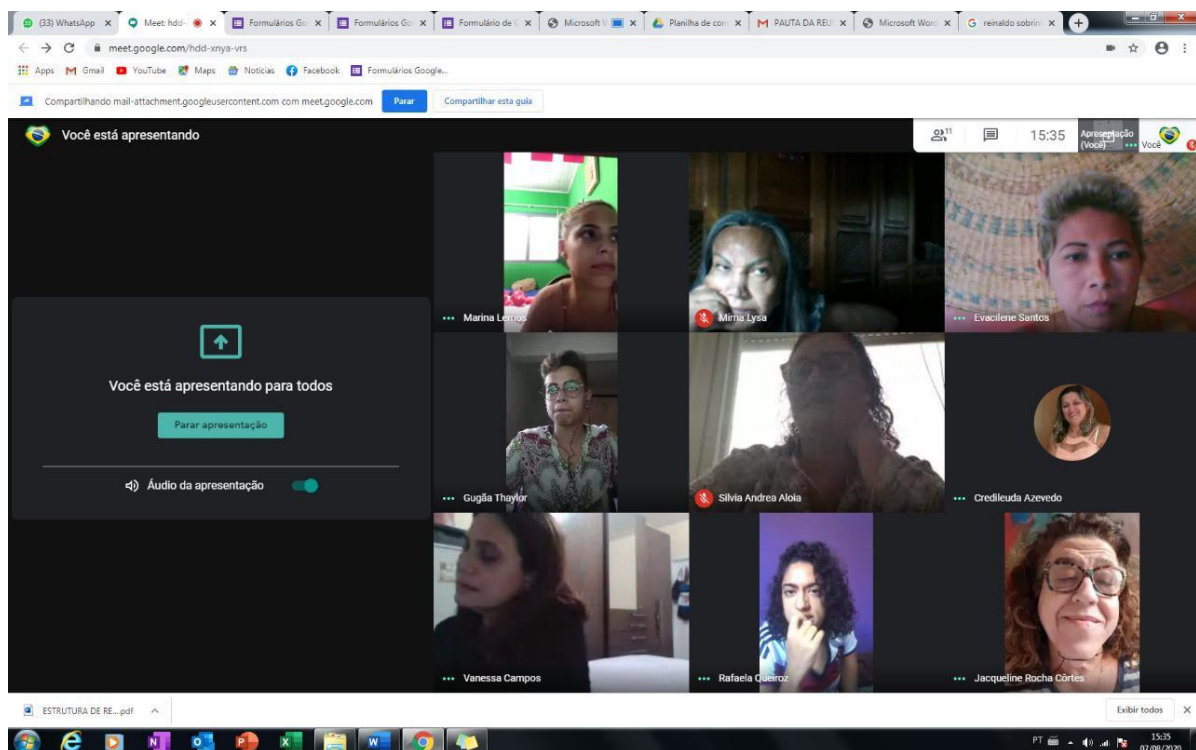 (33) WhatsApp
Meet: hdd-
Formulários Go
Formulários Go
Formulário de C
Microsoft V
Planilha de com
PAUTA DA REU
Microsoft Word
reinaldo sobrin
meet.google.com/hdd-xnya-vrs
Apps Gmail YouTube Maps Notícias Facebook Formulários Google...
Compartilhando mail-attachment.googleusercontent.com com meet.google.com Parar Compartilhar esta guia
Você está apresentando
11 15:35 Apresentação (Você) Você
Marina Lemos
Mirna Lysa
Evacilene Santos
Você está apresentando para todos
Parar apresentação
Áudio da apresentação
Gugãa Thaylor
Silvia Andrea Aloia
Credileuda Azevedo
Vanessa Campos
Rafaela Queiroz
Jacqueline Rocha Côrtes
ESTRUTURA DE RE....pdf
Exibir todos
PT 15:35
07/08/2020